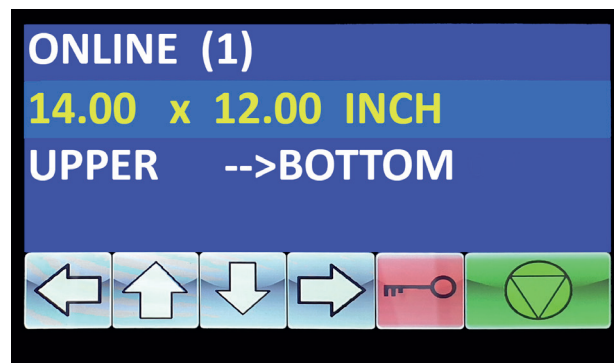 ONLINE (1)
14.00 x 12.00 INCH
UPPER -->BOTTOM